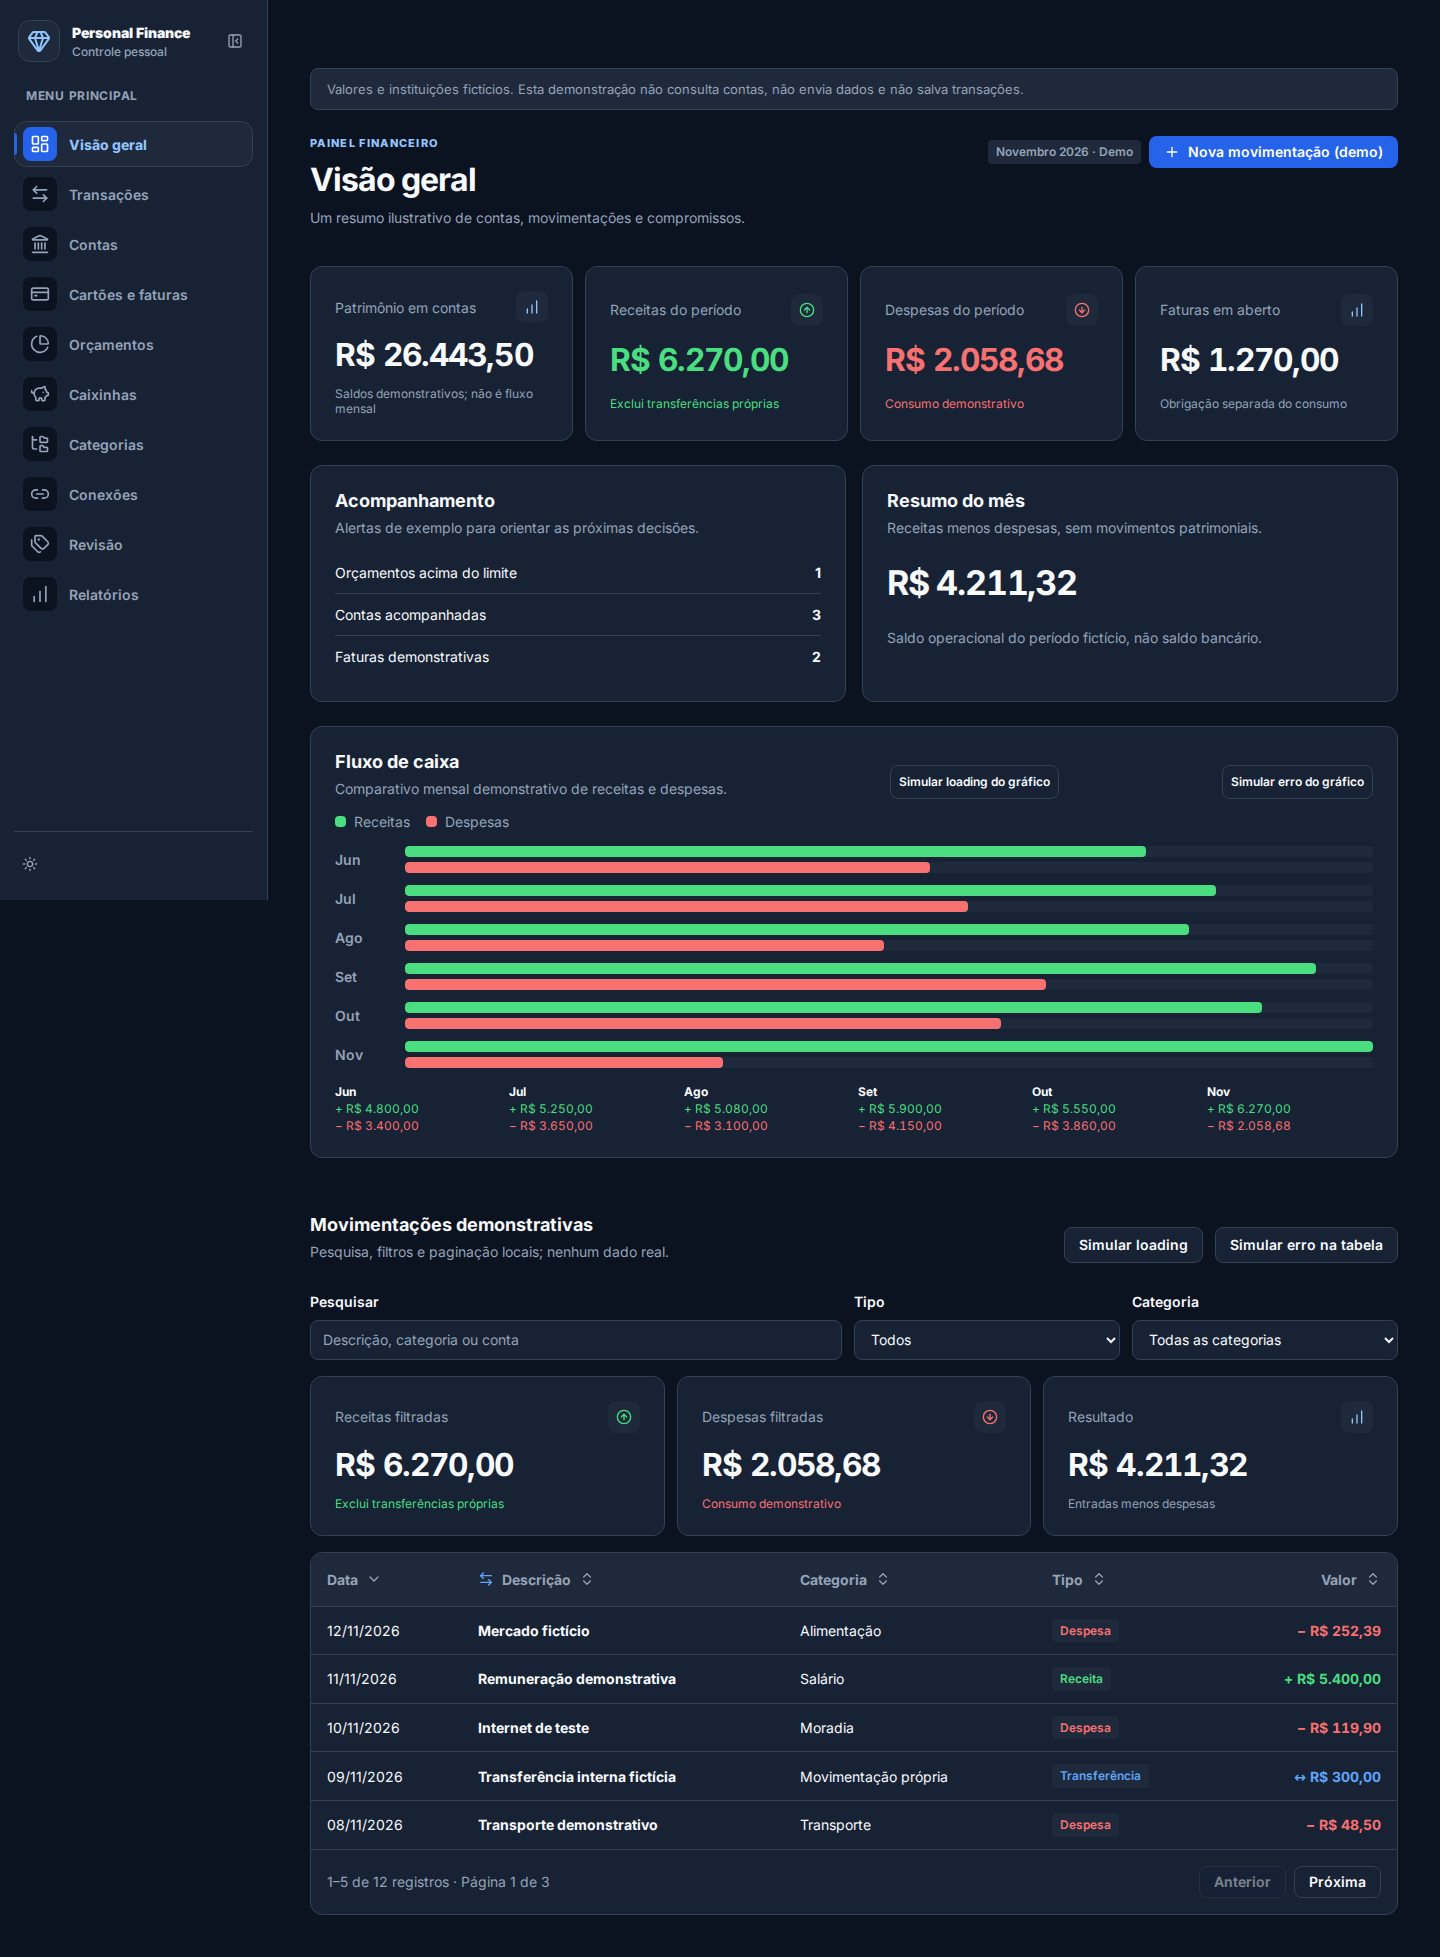 Personal Finance
Controle pessoal
MENU PRINCIPAL
Visão geral
Transações
Contas
Cartões e faturas
Orçamentos
Caixinhas
Categorias
Conexões
Revisão
Relatórios
Valores e instituições fictícios. Esta demonstração não consulta contas, não envia dados e não salva transações.
PAINEL FINANCEIRO
Visão geral
Um resumo ilustrativo de contas, movimentações e compromissos.
Novembro 2026 · Demo
Nova movimentação (demo)
Patrimônio em contas
R$ 26.443,50
Saldos demonstrativos; não é fluxo
mensal
Receitas do período
R$ 6.270,00
Exclui transferências próprias
Despesas do período
R$ 2.058,68
Consumo demonstrativo
Faturas em aberto
R$ 1.270,00
Obrigação separada do consumo
Acompanhamento
Alertas de exemplo para orientar as próximas decisões.
Orçamentos acima do limite 1
Contas acompanhadas 3
Faturas demonstrativas 2
Resumo do mês
Receitas menos despesas, sem movimentos patrimoniais.
R$ 4.211,32
Saldo operacional do período fictício, não saldo bancário.
Fluxo de caixa
Comparativo mensal demonstrativo de receitas e despesas.
Simular loading do gráfico
Simular erro do gráfico
Receitas Despesas
Jun
Jul
Ago
Set
Out
Nov
Jun Jul Ago Set Out Nov
+ R$ 4.800,00 + R$ 5.250,00 + R$ 5.080,00 + R$ 5.900,00 + R$ 5.550,00 + R$ 6.270,00
− R$ 3.400,00 − R$ 3.650,00 − R$ 3.100,00 − R$ 4.150,00 − R$ 3.860,00 − R$ 2.058,68
Movimentações demonstrativas
Pesquisa, filtros e paginação locais; nenhum dado real.
Simular loading
Simular erro na tabela
Pesquisar Tipo Categoria
Descrição, categoria ou conta Todos Todas as categorias
Receitas filtradas
R$ 6.270,00
Exclui transferências próprias
Despesas filtradas
R$ 2.058,68
Consumo demonstrativo
Resultado
R$ 4.211,32
Entradas menos despesas
Data Descrição Categoria Tipo Valor
12/11/2026 Mercado fictício Alimentação Despesa − R$ 252,39
11/11/2026 Remuneração demonstrativa Salário Receita + R$ 5.400,00
10/11/2026 Internet de teste Moradia Despesa − R$ 119,90
09/11/2026 Transferência interna fictícia Movimentação própria Transferência ↔ R$ 300,00
08/11/2026 Transporte demonstrativo Transporte Despesa − R$ 48,50
1–5 de 12 registros · Página 1 de 3
Anterior
Próxima